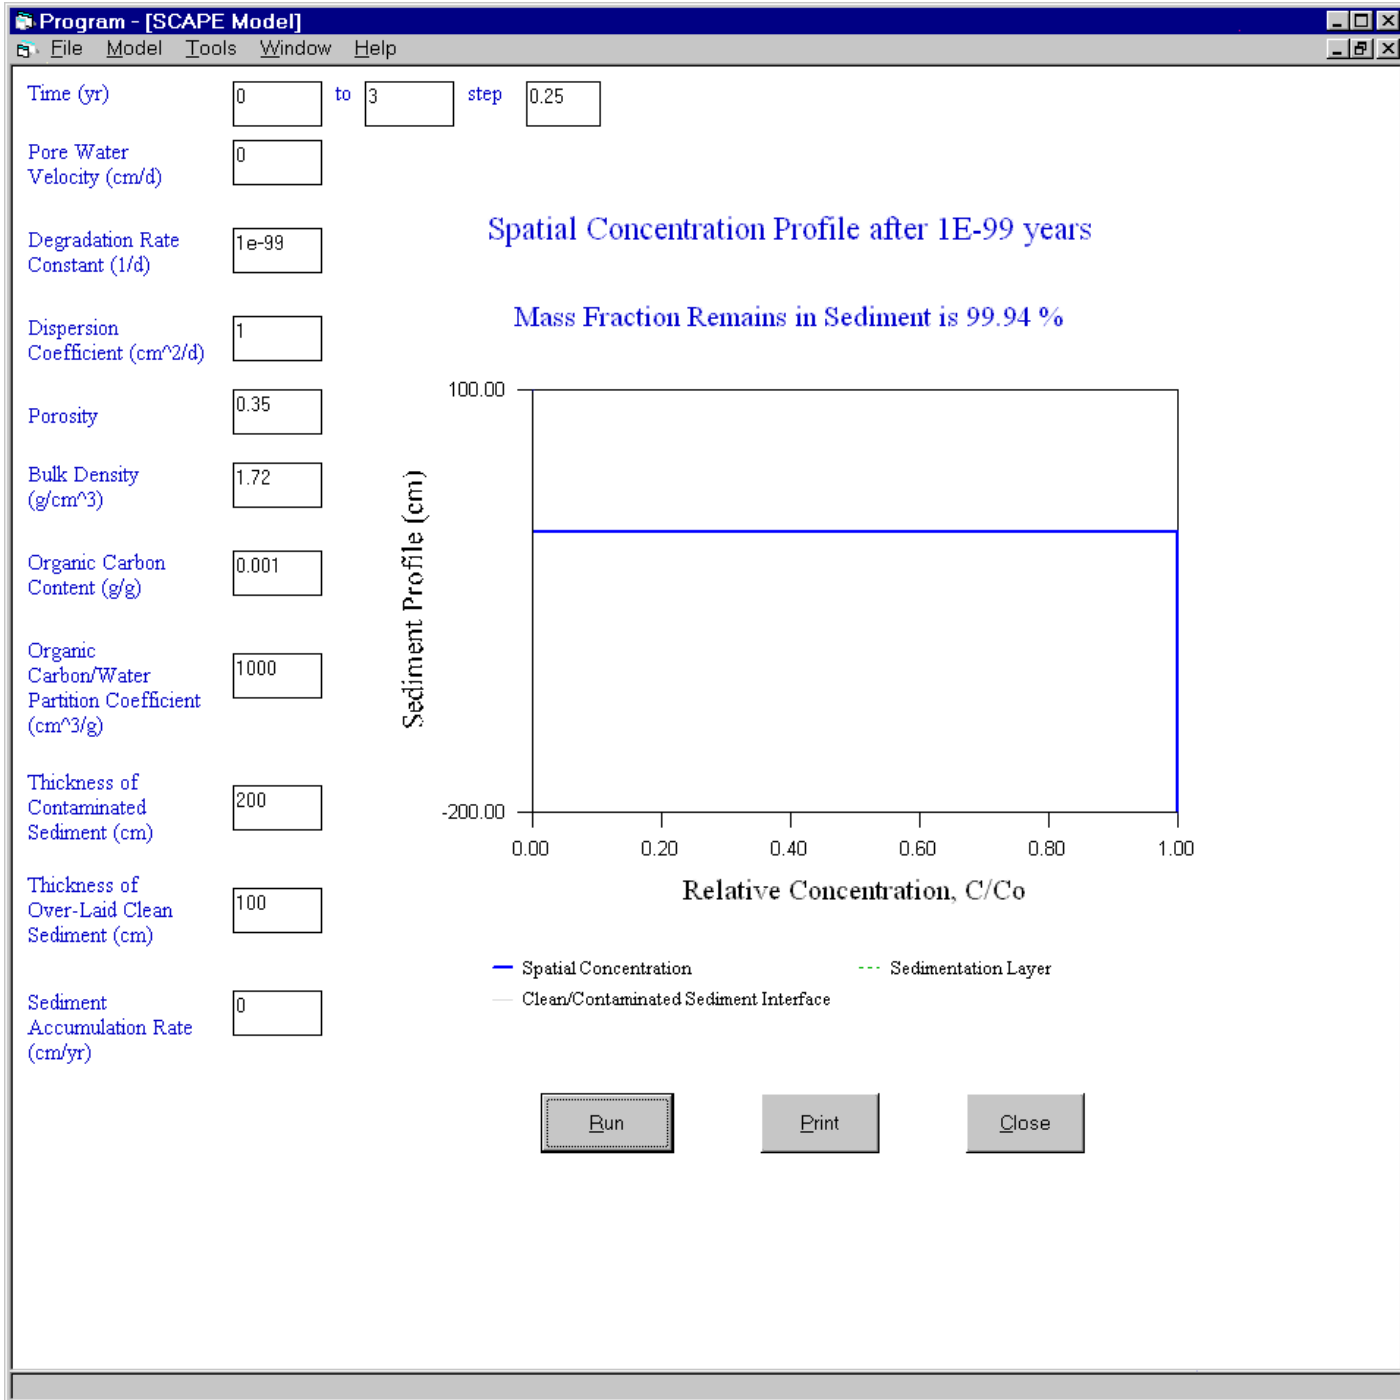 Program - [SCAPE Model]
File Model Tools Window Help
Time (yr) 0 to 3 step 0.25
Pore Water
Velocity (cm/d)
0
Degradation Rate
Constant (1/d)
1e-99
Dispersion
Coefficient (cm^2/d)
1
Porosity
0.35
Bulk Density
(g/cm^3)
1.72
Organic Carbon
Content (g/g)
0.001
Organic
Carbon/Water
Partition Coefficient
(cm^3/g)
1000
Thickness of
Contaminated
Sediment (cm)
200
Thickness of
Over-Laid Clean
Sediment (cm)
100
Sediment
Accumulation Rate
(cm/yr)
0
Spatial Concentration Profile after 1E-99 years
Mass Fraction Remains in Sediment is 99.94 %
100.00
Sediment Profile (cm)
-200.00
0.00 0.20 0.40 0.60 0.80 1.00
Relative Concentration, C/Co
Spatial Concentration
Sedimentation Layer
Clean/Contaminated Sediment Interface
Run Print Close